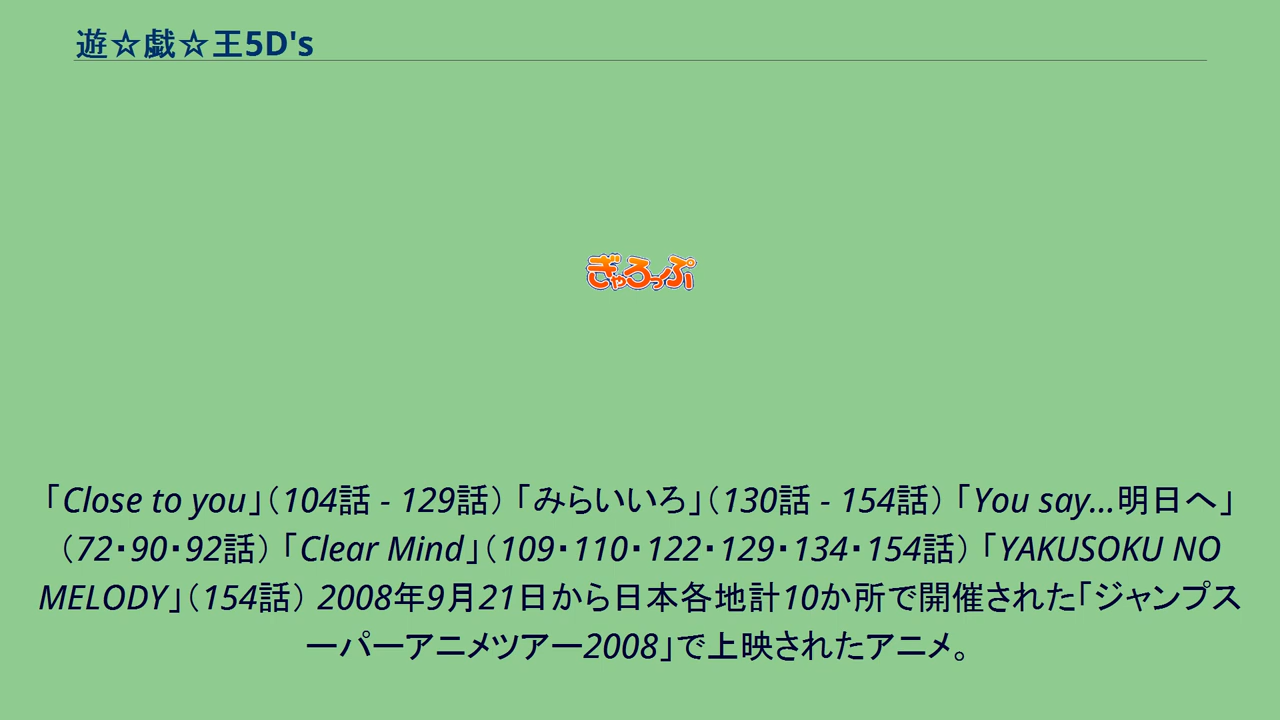 遊☆戯☆王5D's
ぎゃろっぷ
「Close to you」（104話 - 129話） 「みらいいろ」（130話 - 154話） 「You say...明日へ」
（72・90・92話） 「Clear Mind」（109・110・122・129・134・154話） 「YAKUSOKU NO
MELODY」（154話） 2008年9月21日から日本各地計10か所で開催された「ジャンプス
ーパーアニメツアー2008」で上映されたアニメ。